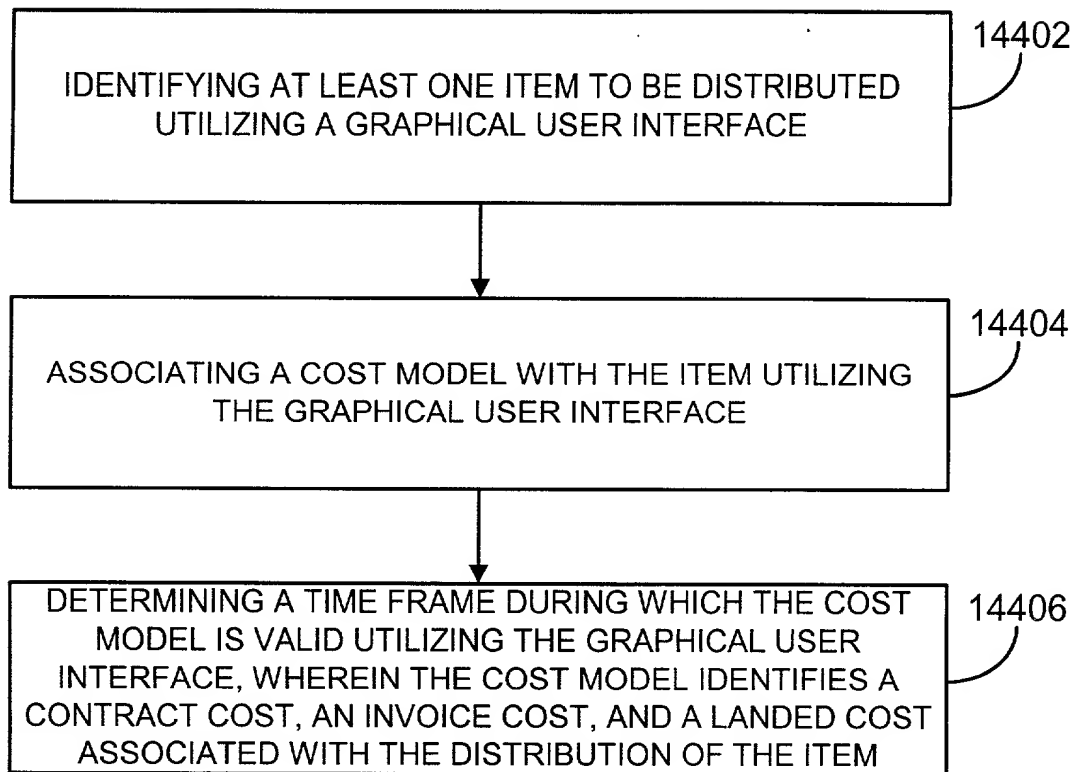 14402
IDENTIFYING AT LEAST ONE ITEM TO BE DISTRIBUTED
UTILIZING A GRAPHICAL USER INTERFACE
14404
ASSOCIATING A COST MODEL WITH THE ITEM UTILIZING
THE GRAPHICAL USER INTERFACE
14406
DETERMINING A TIME FRAME DURING WHICH THE COST
MODEL IS VALID UTILIZING THE GRAPHICAL USER
INTERFACE, WHEREIN THE COST MODEL IDENTIFIES A
CONTRACT COST, AN INVOICE COST, AND A LANDED COST
ASSOCIATED WITH THE DISTRIBUTION OF THE ITEM